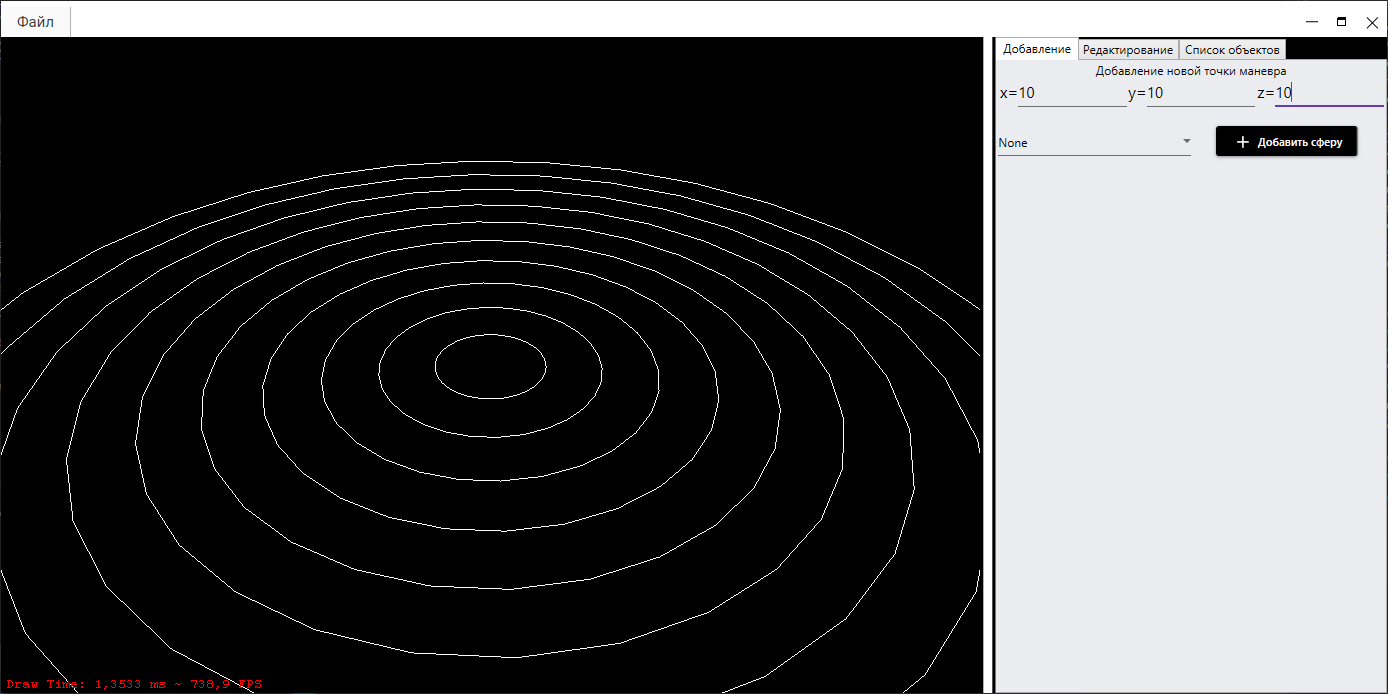 Файл
Добавление Редактирование Список объектов
Добавление новой точки маневра
x=10 y=10 z=10
None + Добавить сферу
Draw Time: 1,3533 ms ~ 738,9 FPS